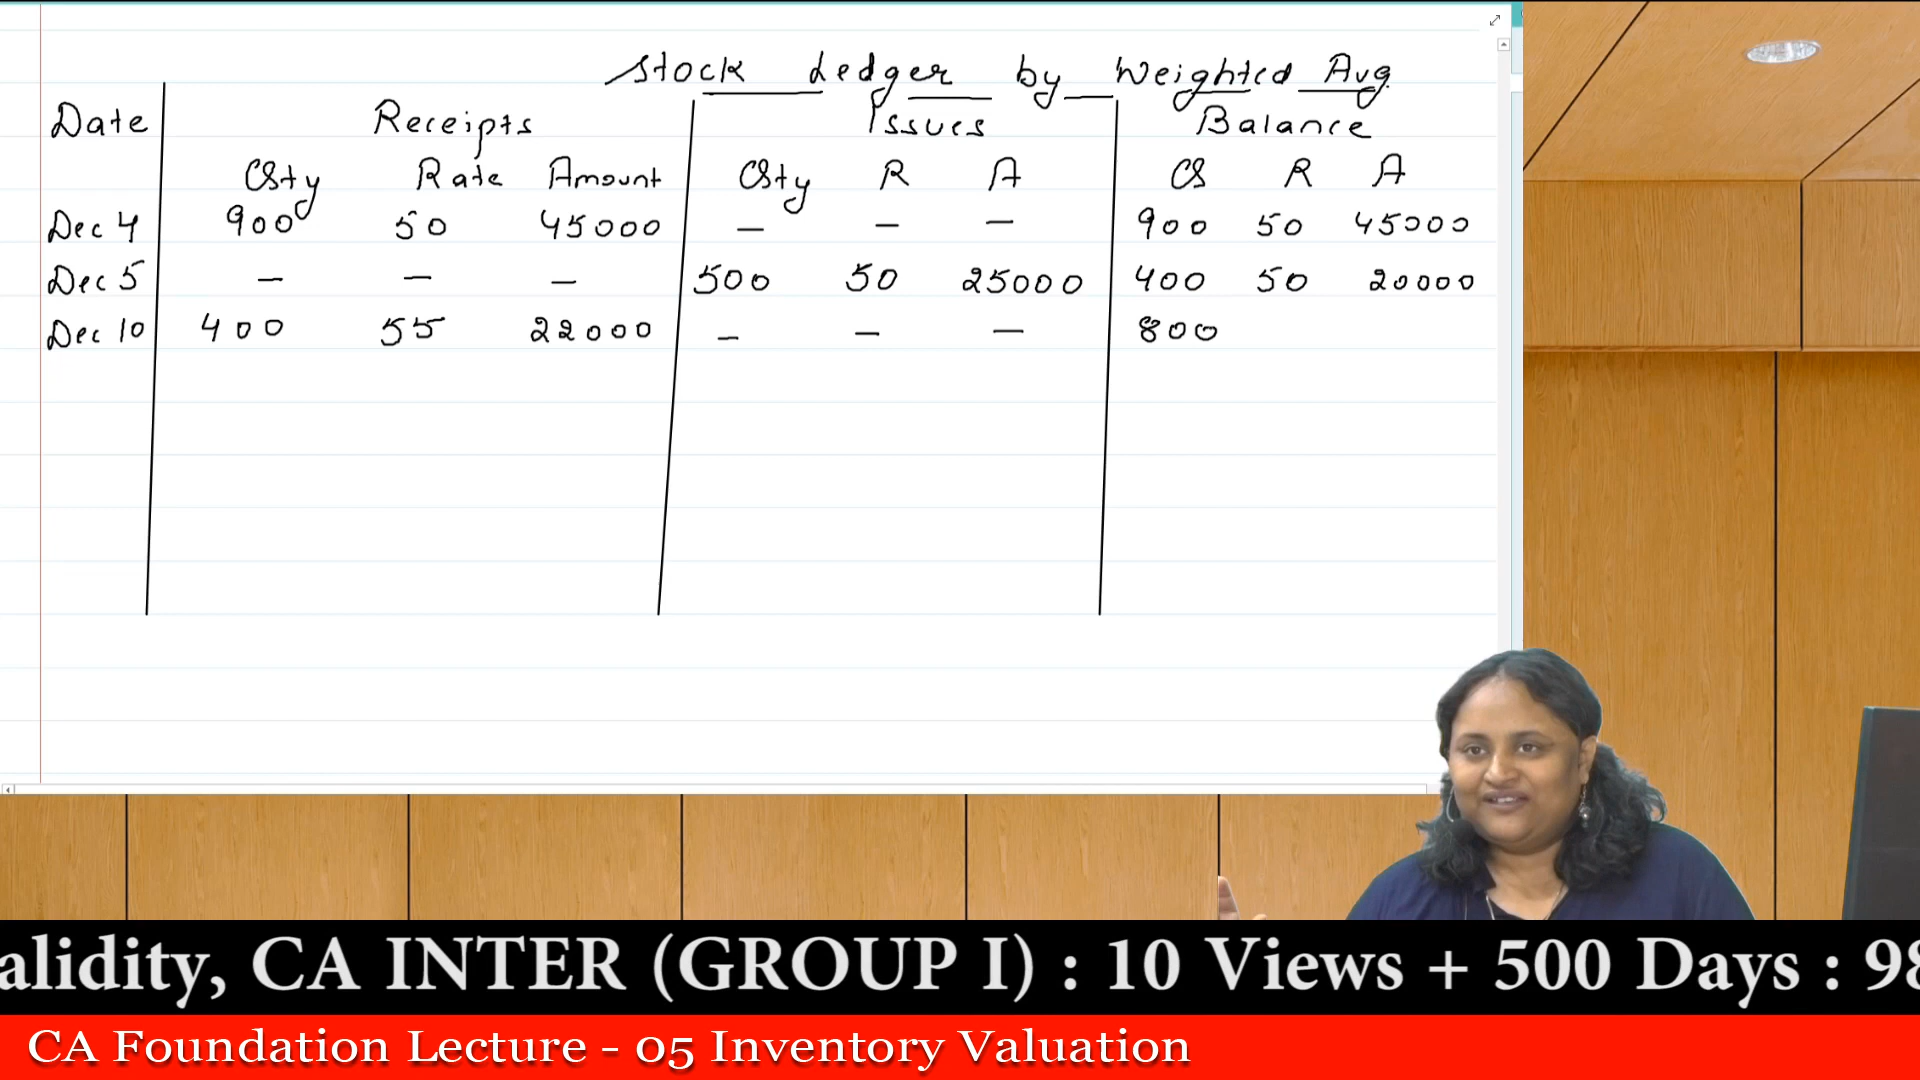 Stock Ledger by Weighted Avg.
Date Receipts Issues Balance
Qty Rate Amount Qty R A Q R A
Dec 4 900 50 45000 — — — 900 50 45000
Dec 5 — — — 500 50 25000 400 50 20000
Dec 10 400 55 22000 — — — 800
alidity, CA INTER (GROUP I) : 10 Views + 500 Days : 98
CA Foundation Lecture - 05 Inventory Valuation